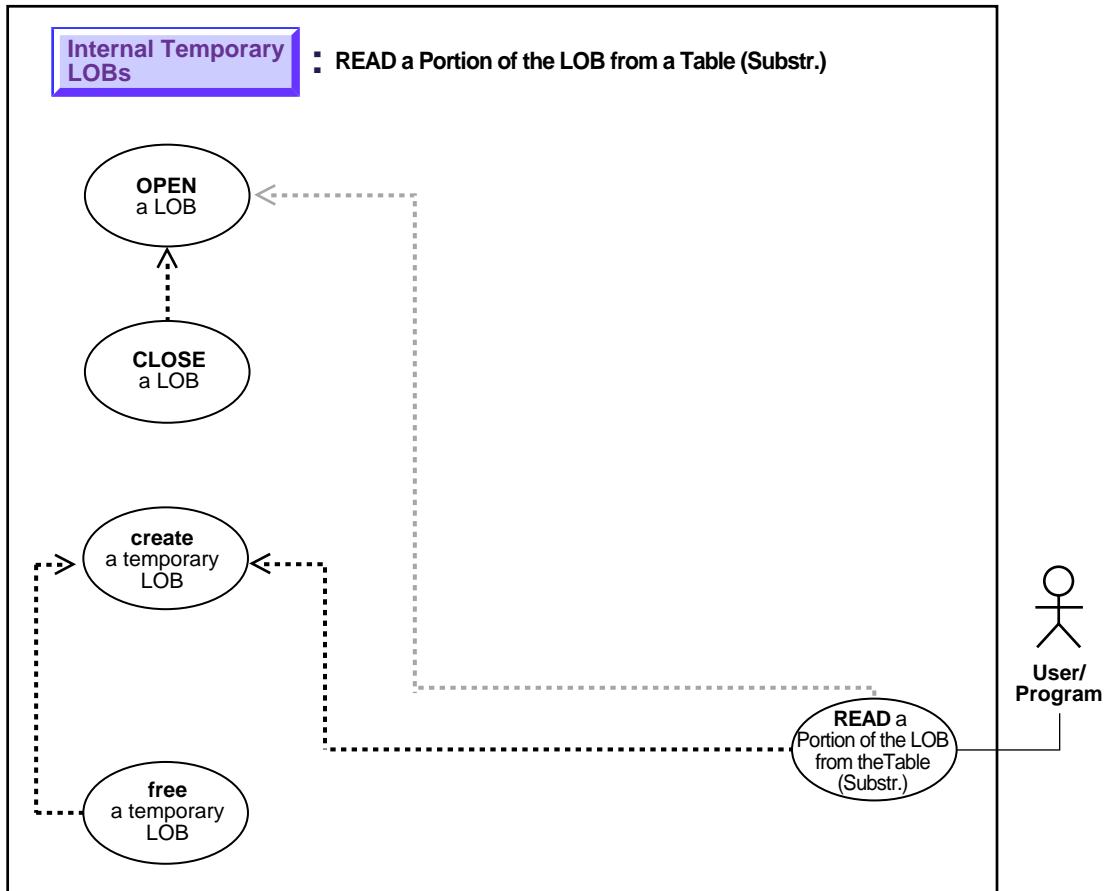 Internal Temporary
LOBs
: READ a Portion of the LOB from a Table (Substr.)
OPEN
a LOB
CLOSE
a LOB
create
a temporary
LOB
User/
Program
READ a
Portion of the LOB
from theTable
(Substr.)
free
a temporary
LOB